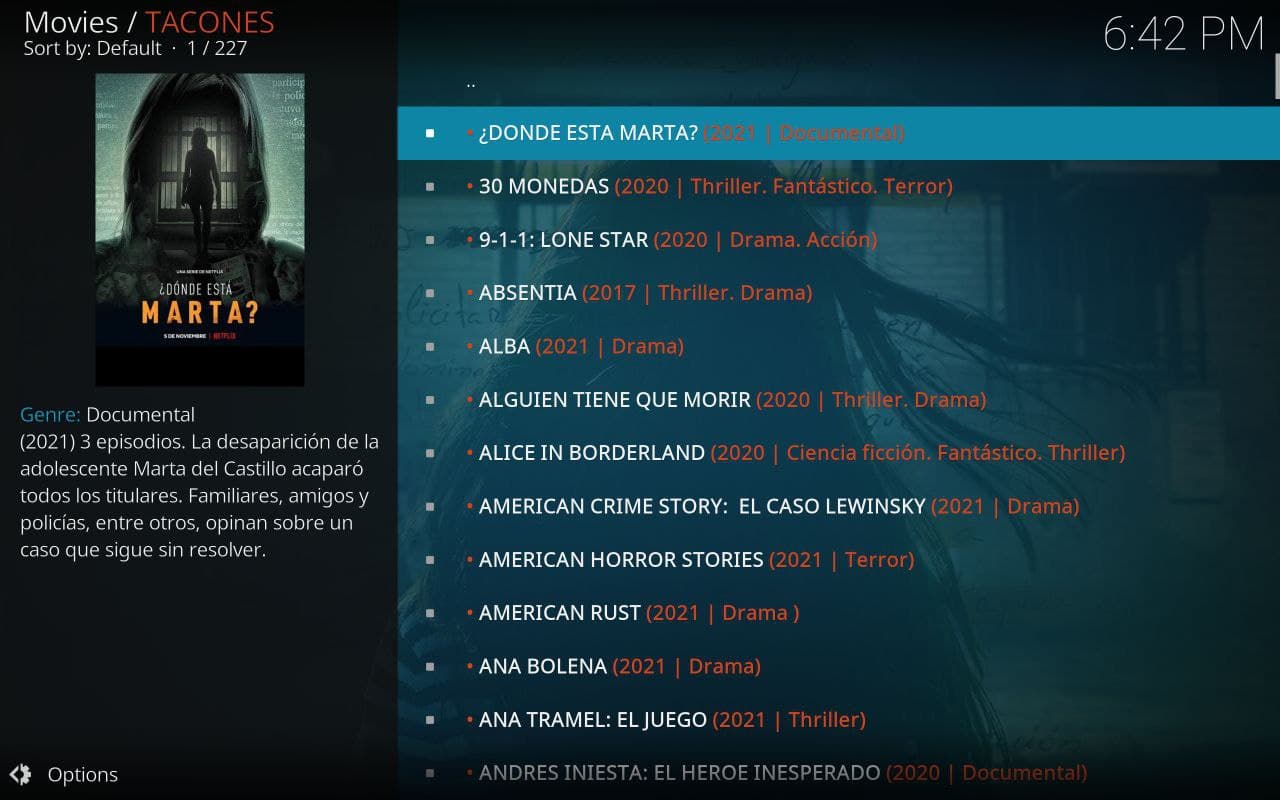 Movies / TACONES
Sort by: Default · 1 / 227
6:42 PM
particip
la polic
estuvo
UNA SERIE DE NETFLIX
¿DÓNDE ESTÁ
MARTA?
5 DE NOVIEMBRE | NETFLIX
Genre: Documental
(2021) 3 episodios. La desaparición de la
adolescente Marta del Castillo acaparó
todos los titulares. Familiares, amigos y
policías, entre otros, opinan sobre un
caso que sigue sin resolver.
Options
..
• ¿DONDE ESTA MARTA? (2021 | Documental)
• 30 MONEDAS (2020 | Thriller. Fantástico. Terror)
• 9-1-1: LONE STAR (2020 | Drama. Acción)
• ABSENTIA (2017 | Thriller. Drama)
• ALBA (2021 | Drama)
• ALGUIEN TIENE QUE MORIR (2020 | Thriller. Drama)
• ALICE IN BORDERLAND (2020 | Ciencia ficción. Fantástico. Thriller)
• AMERICAN CRIME STORY:  EL CASO LEWINSKY (2021 | Drama)
• AMERICAN HORROR STORIES (2021 | Terror)
• AMERICAN RUST (2021 | Drama )
• ANA BOLENA (2021 | Drama)
• ANA TRAMEL: EL JUEGO (2021 | Thriller)
• ANDRES INIESTA: EL HEROE INESPERADO (2020 | Documental)